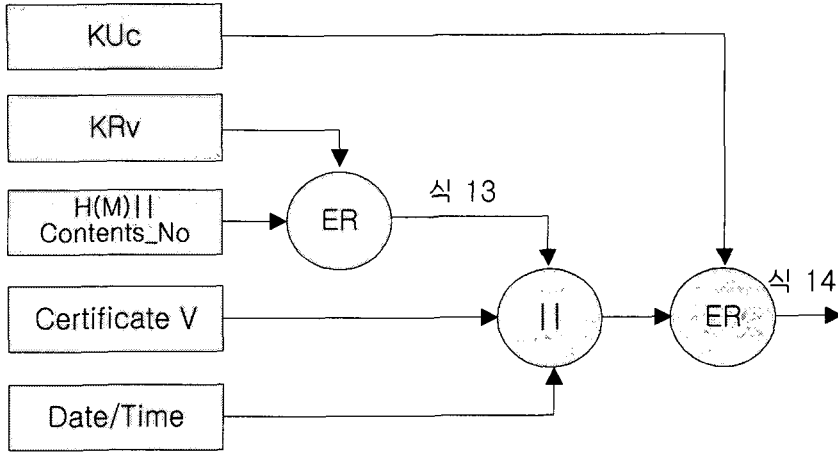 KUc
KRv
H(M)||
Contents_No
ER
식 13
Certificate V
||
ER
식 14
Date/Time